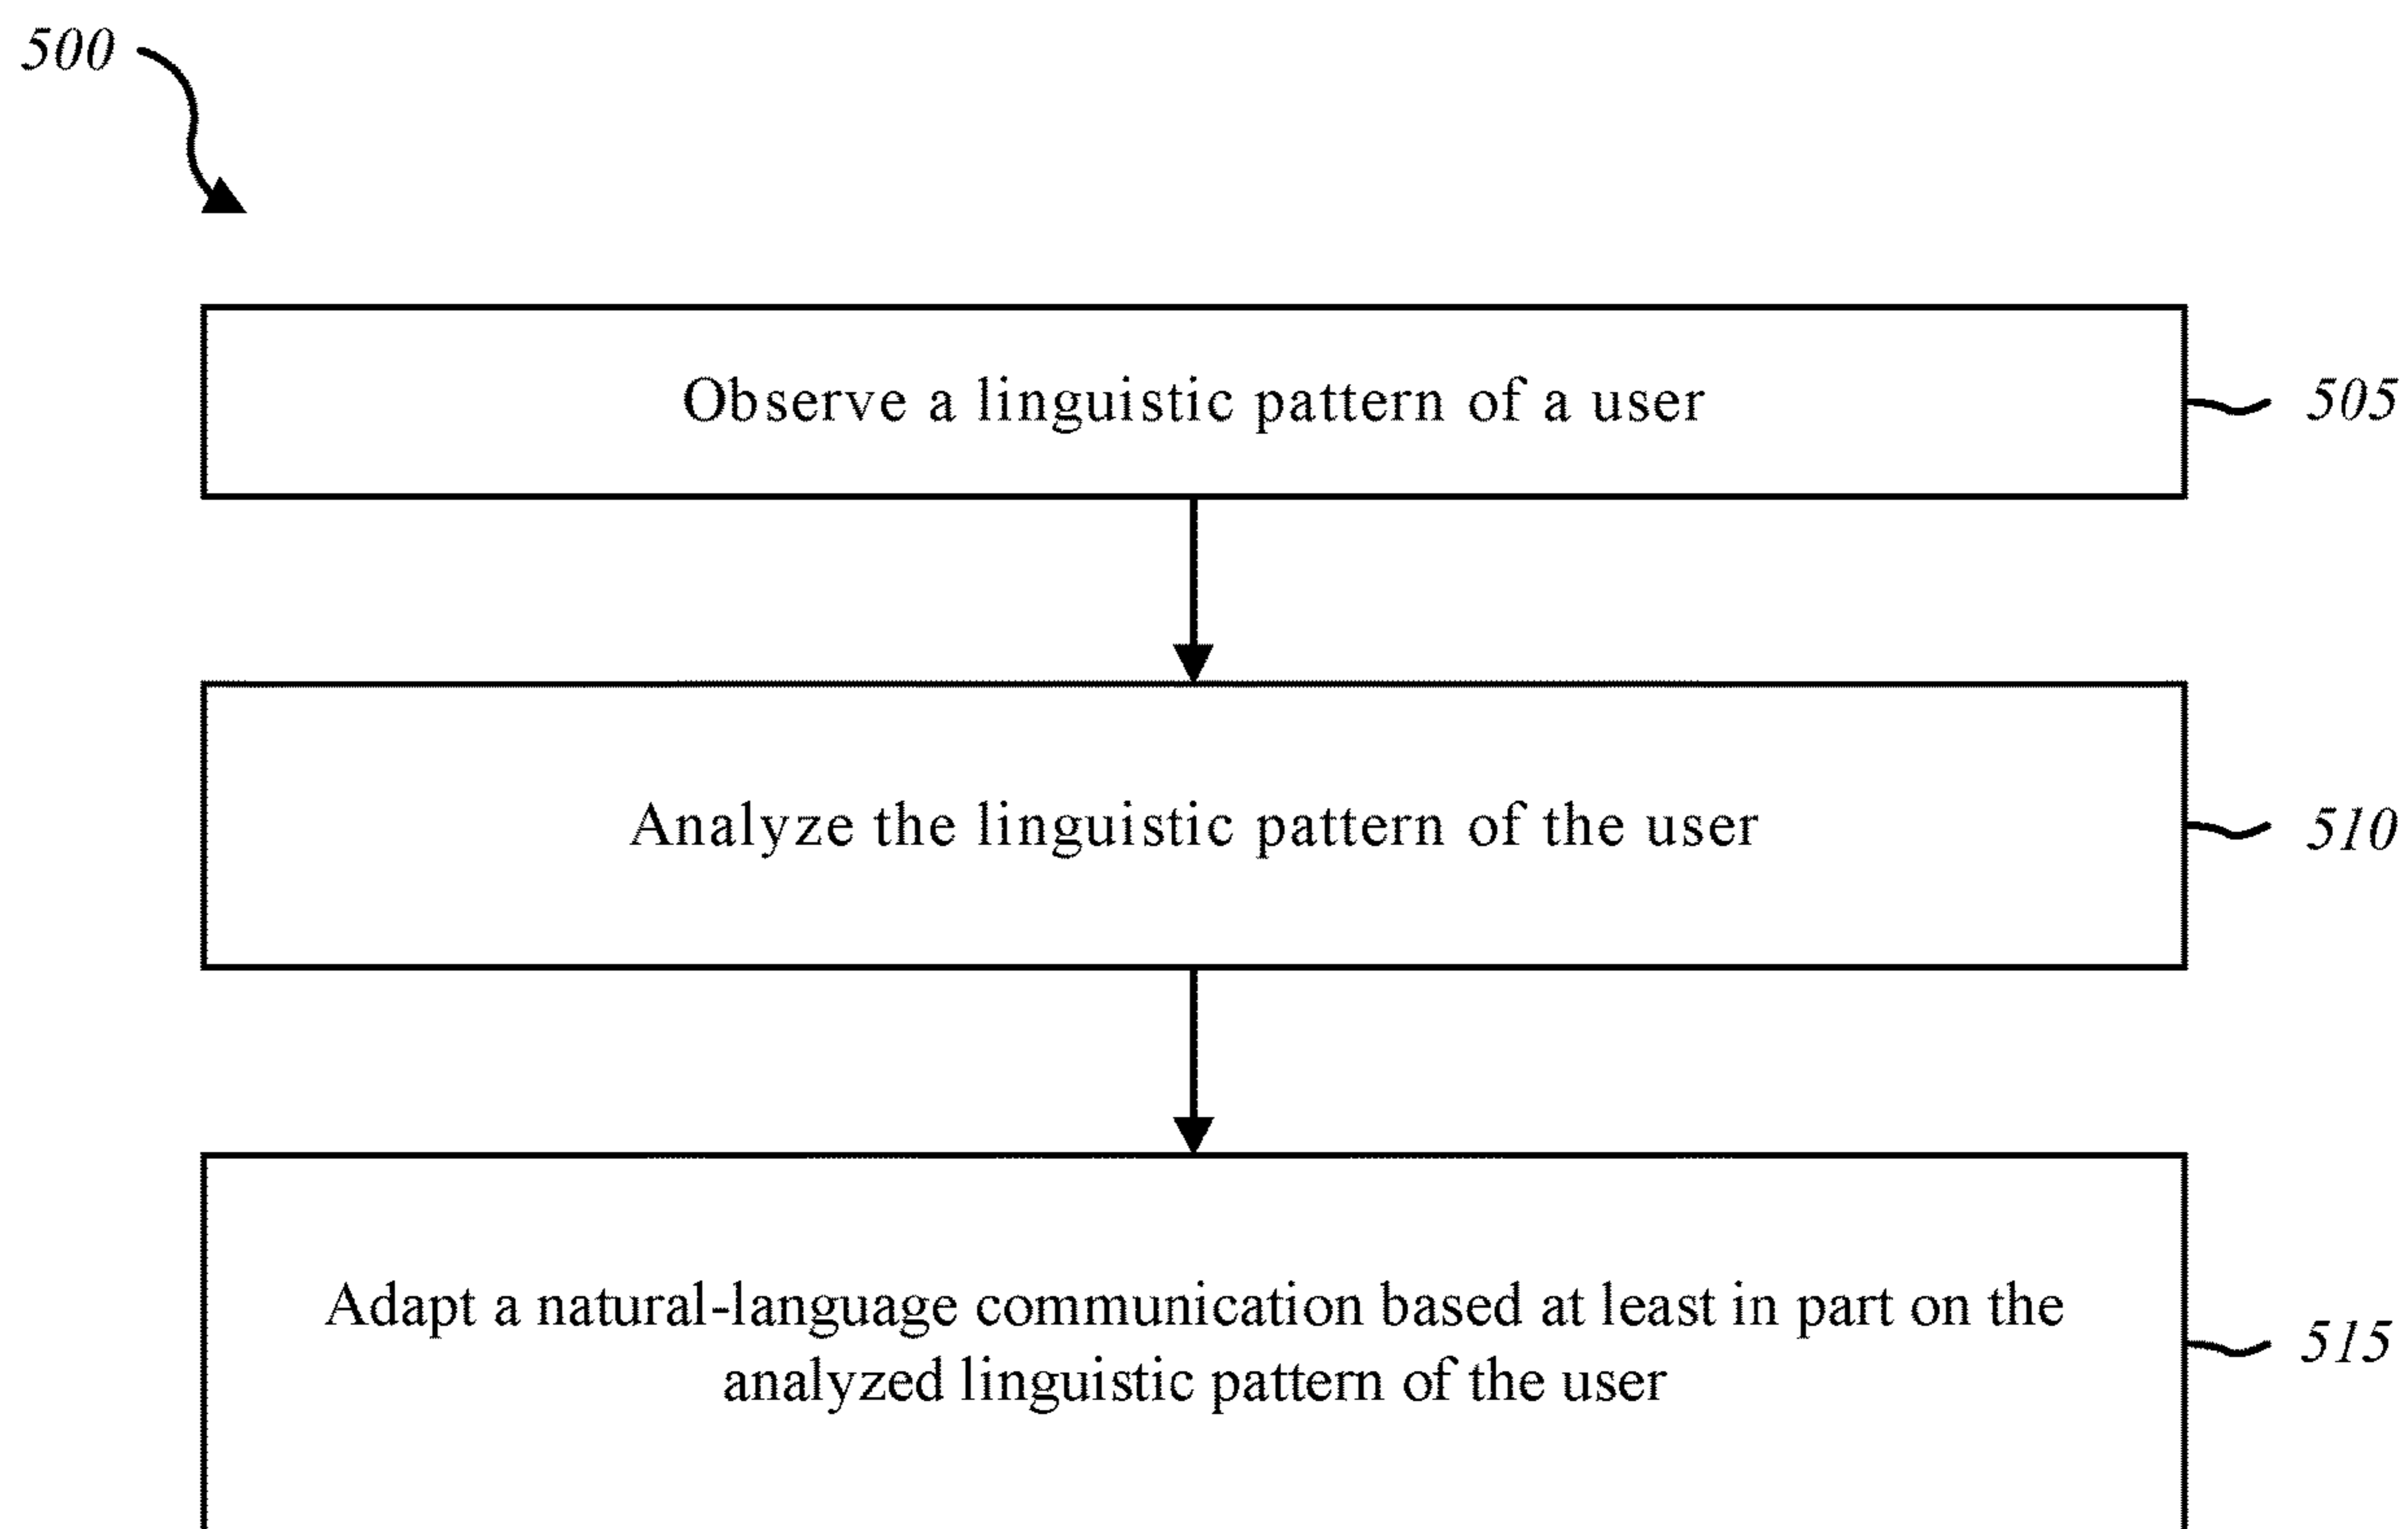 500
Observe a linguistic pattern of a user
505
Analyze the linguistic pattern of the user
510
Adapt a natural-language communication based at least in part on the
analyzed linguistic pattern of the user
515